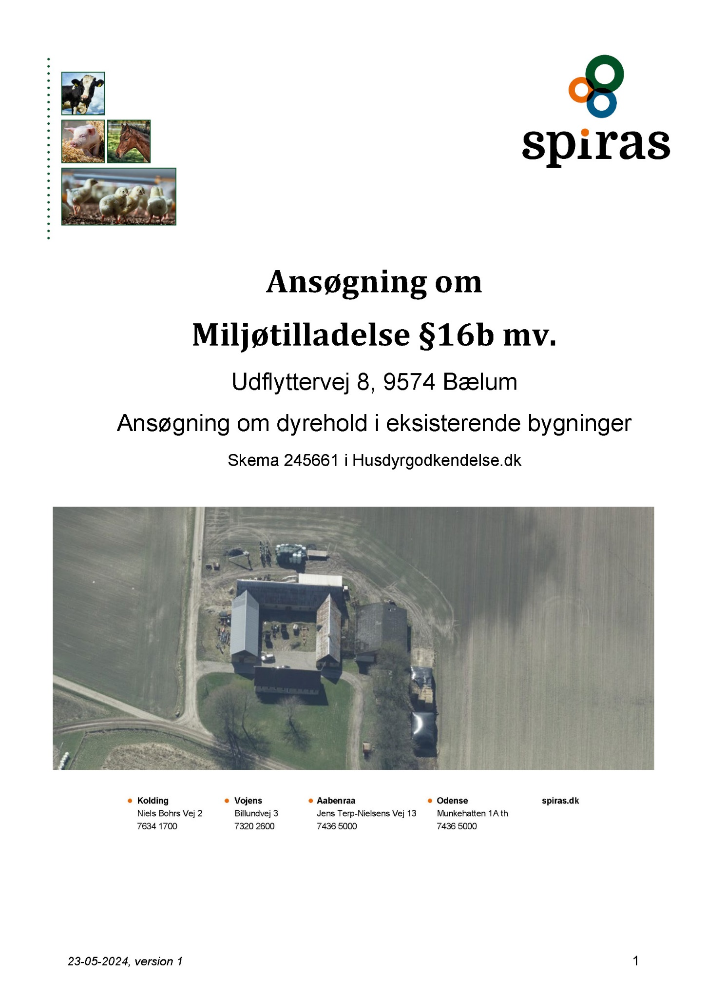 spiras
Ansøgning om
Miljøtilladelse §16b mv.
Udflyttervej 8, 9574 Bælum
Ansøgning om dyrehold i eksisterende bygninger
Skema 245661 i Husdyrgodkendelse.dk
Kolding
Niels Bohrs Vej 2
7634 1700
Vojens
Billundvej 3
7320 2600
Aabenraa
Jens Terp-Nielsens Vej 13
7436 5000
Odense
Munkehatten 1A th
7436 5000
spiras.dk
23-05-2024, version 1
1